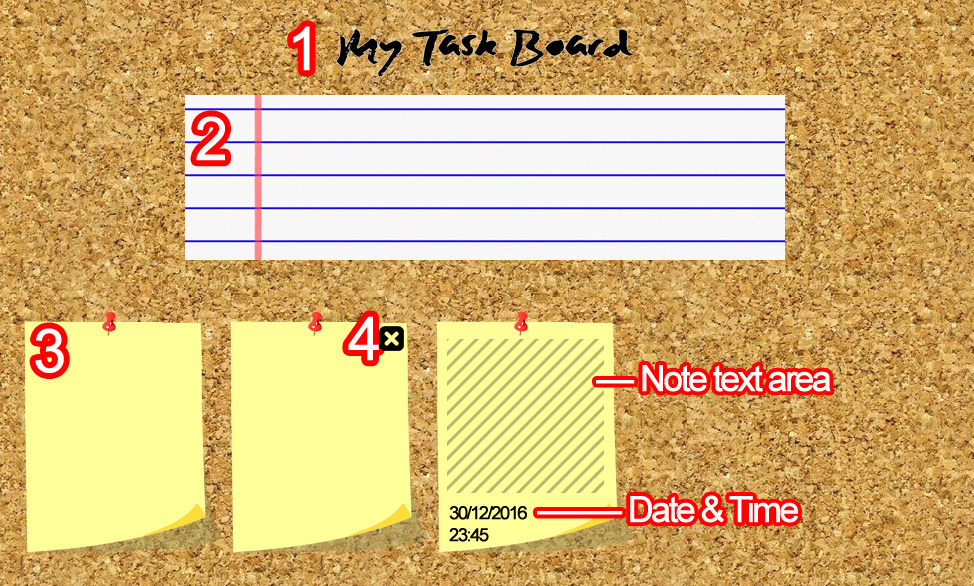 1 My Task Board
2
3
4
Note text area
30/12/2016 Date & Time
23:45